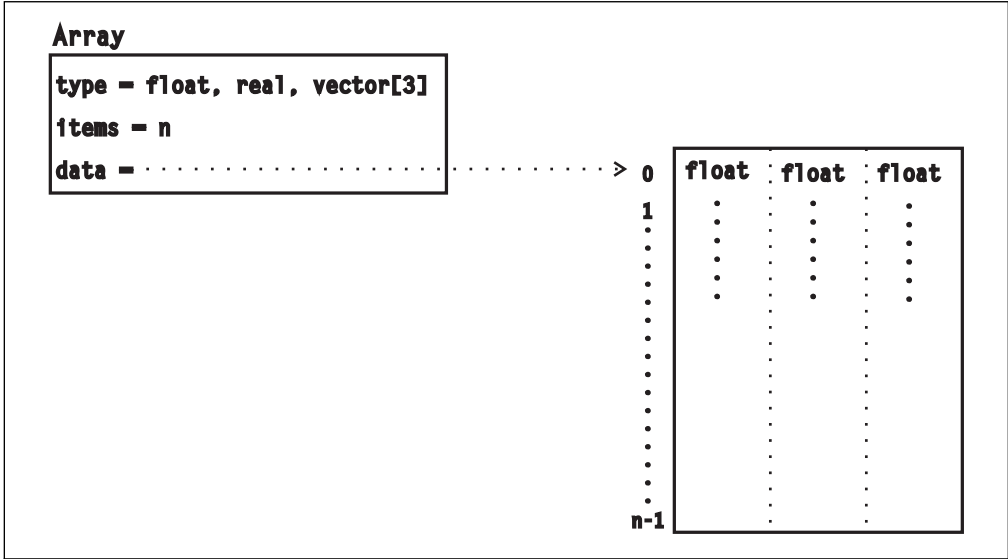 Array
type = float, real, vector[3]
items = n
data =
0 float float float
1
n-1